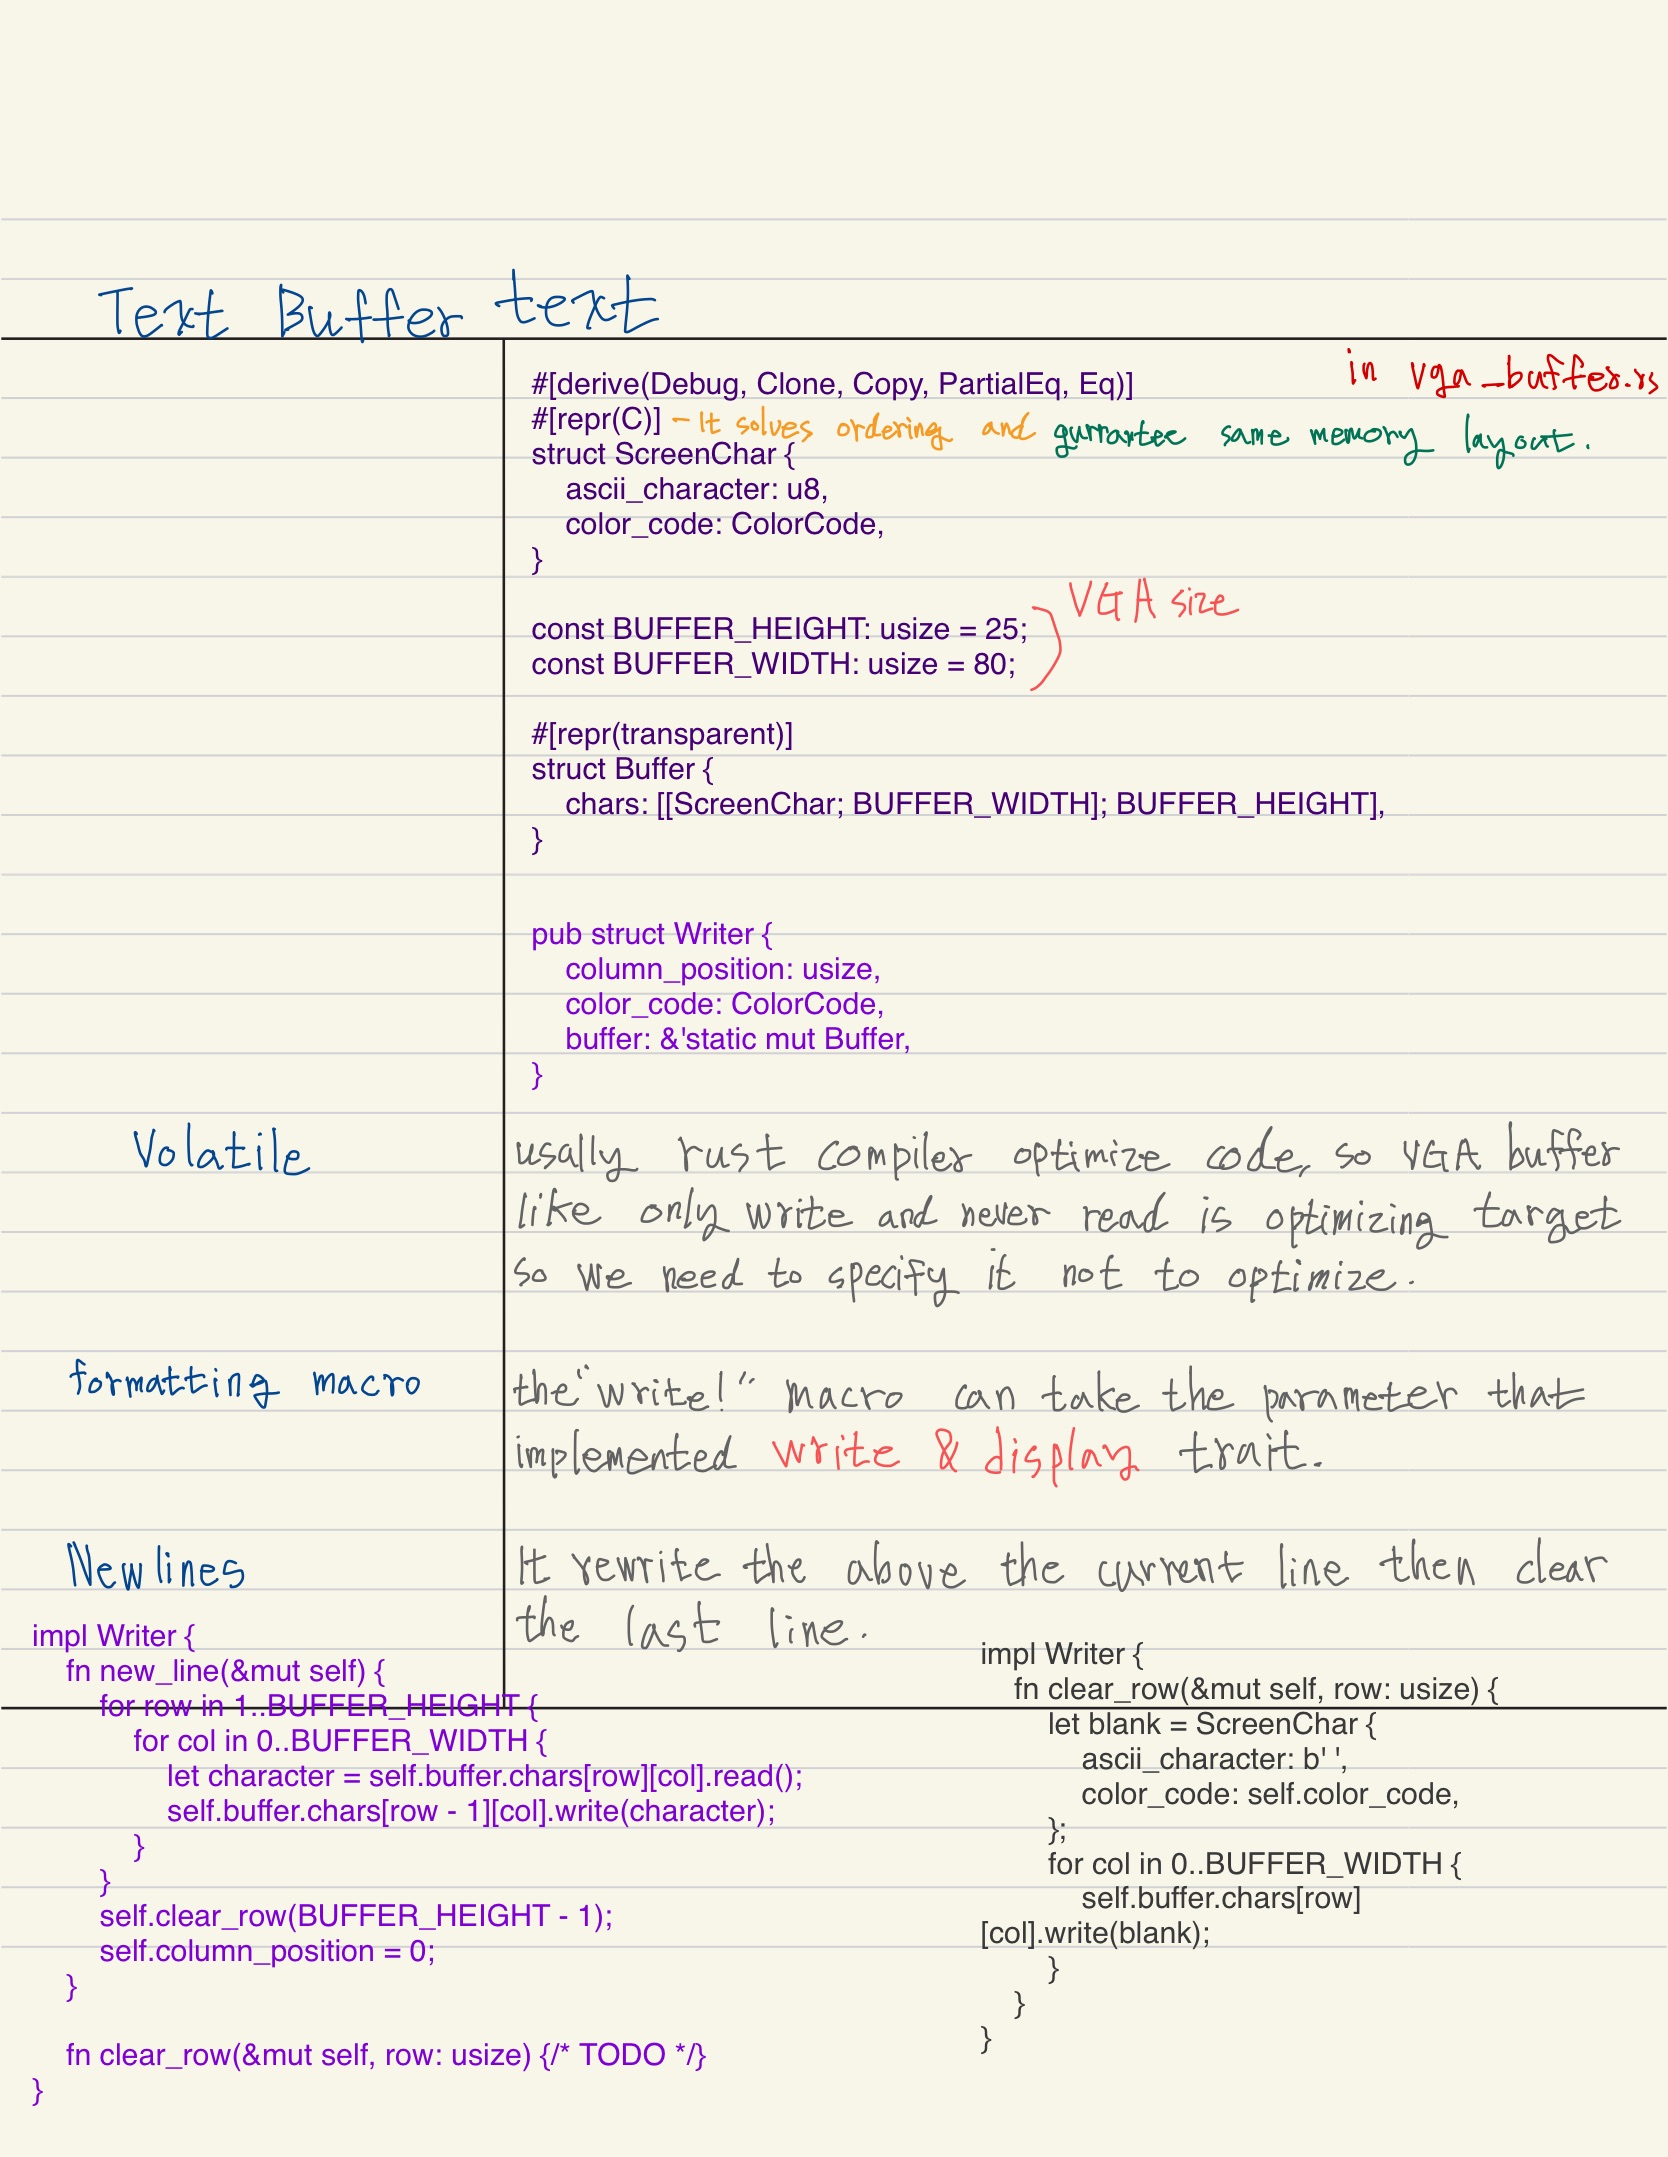 Text Buffer text
in vga_buffer.rs
#[derive(Debug, Clone, Copy, PartialEq, Eq)]
#[repr(C)] - It solves ordering and gurrartee same memory layout.
struct ScreenChar {
    ascii_character: u8,
    color_code: ColorCode,
}
VGA size
const BUFFER_HEIGHT: usize = 25;
const BUFFER_WIDTH: usize = 80;
#[repr(transparent)]
struct Buffer {
    chars: [[ScreenChar; BUFFER_WIDTH]; BUFFER_HEIGHT],
}
pub struct Writer {
    column_position: usize,
    color_code: ColorCode,
    buffer: &'static mut Buffer,
}
Volatile
usally rust compiler optimize code, so VGA buffer
like only write and never read is optimizing target
so we need to specify it not to optimize.
formatting macro
the "write!" macro can take the parameter that
implemented write & display trait.
Newlines
It rewrite the above the current line then clear
the last line.
impl Writer {
    fn new_line(&mut self) {
        for row in 1..BUFFER_HEIGHT {
            for col in 0..BUFFER_WIDTH {
                let character = self.buffer.chars[row][col].read();
                self.buffer.chars[row - 1][col].write(character);
            }
        }
        self.clear_row(BUFFER_HEIGHT - 1);
        self.column_position = 0;
    }
    fn clear_row(&mut self, row: usize) {/* TODO */}
}
impl Writer {
    fn clear_row(&mut self, row: usize) {
        let blank = ScreenChar {
            ascii_character: b' ',
            color_code: self.color_code,
        };
        for col in 0..BUFFER_WIDTH {
            self.buffer.chars[row]
[col].write(blank);
        }
    }
}